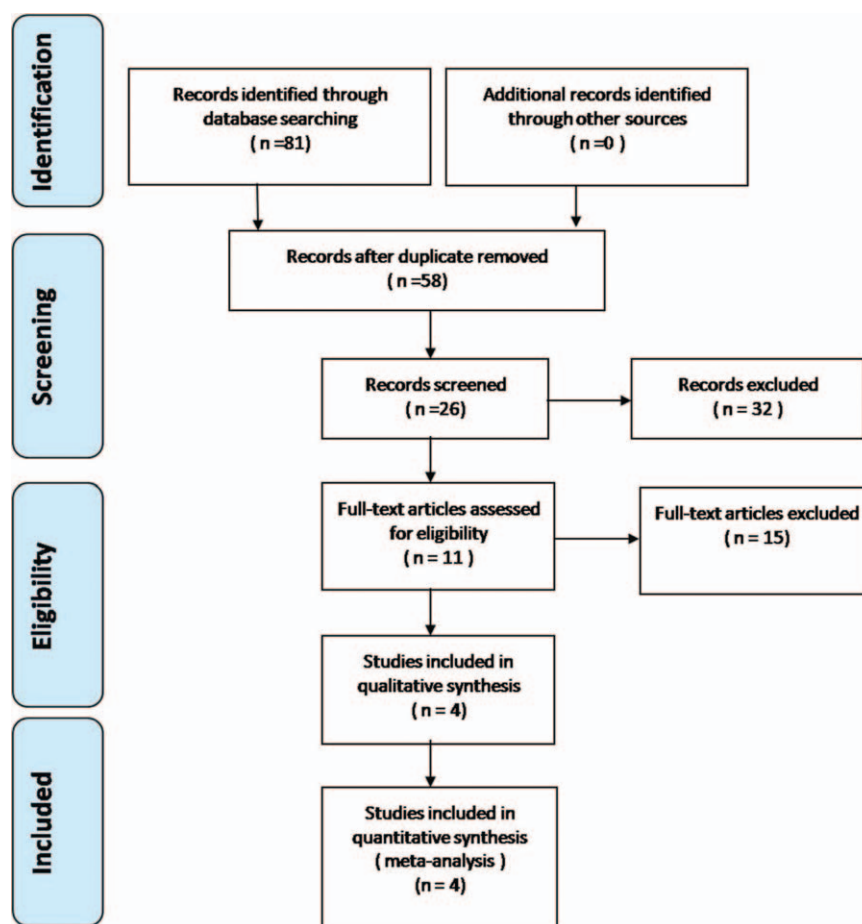 Identification
Records identified through
database searching
( n =81)
Additional records identified
through other sources
( n =0 )
Screening
Records after duplicate removed
( n =58)
Records screened
( n =26)
Records excluded
( n = 32 )
Eligibility
Full-text articles assessed
for eligibility
( n = 11 )
Full-text articles excluded
( n = 15)
Studies included in
qualitative synthesis
( n = 4)
Included
Studies included in
quantitative synthesis
( meta-analysis )
(n = 4)